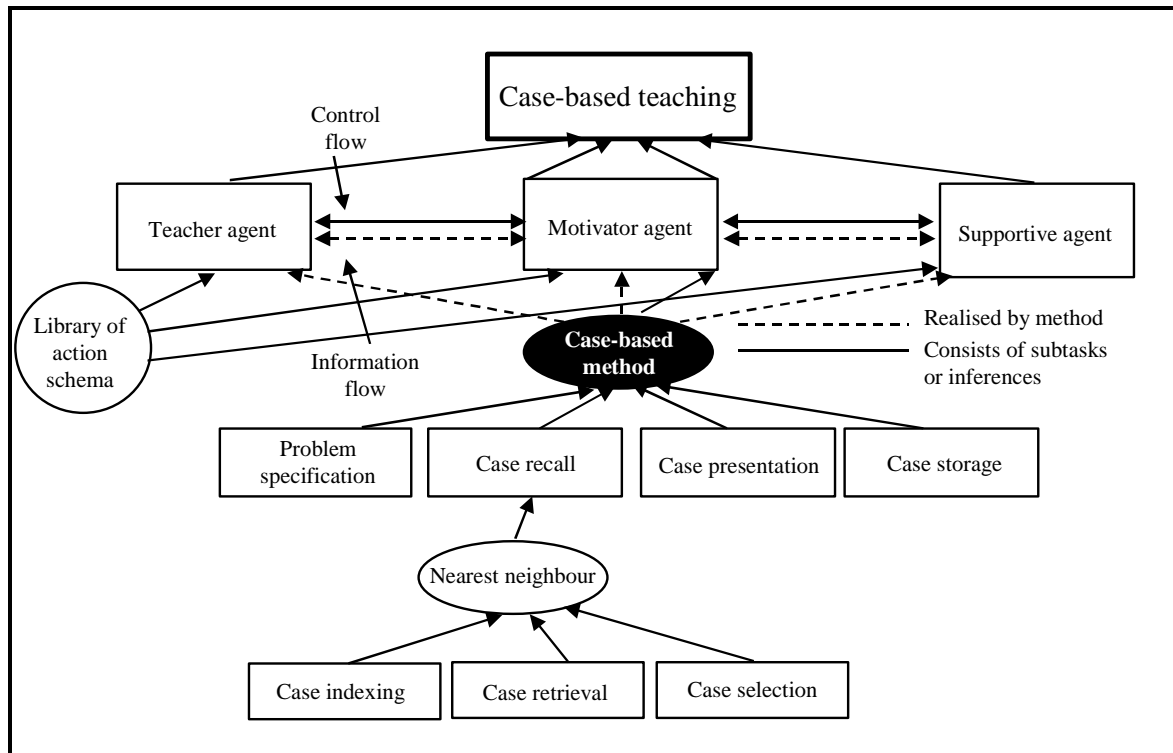 Case-based teaching
Control
flow
Teacher agent
Motivator agent
Supportive agent
Library of
action
schema
Information
flow
Case-based
method
Realised by method
Consists of subtasks
or inferences
Problem
specification
Case recall
Case presentation
Case storage
Nearest neighbour
Case indexing
Case retrieval
Case selection